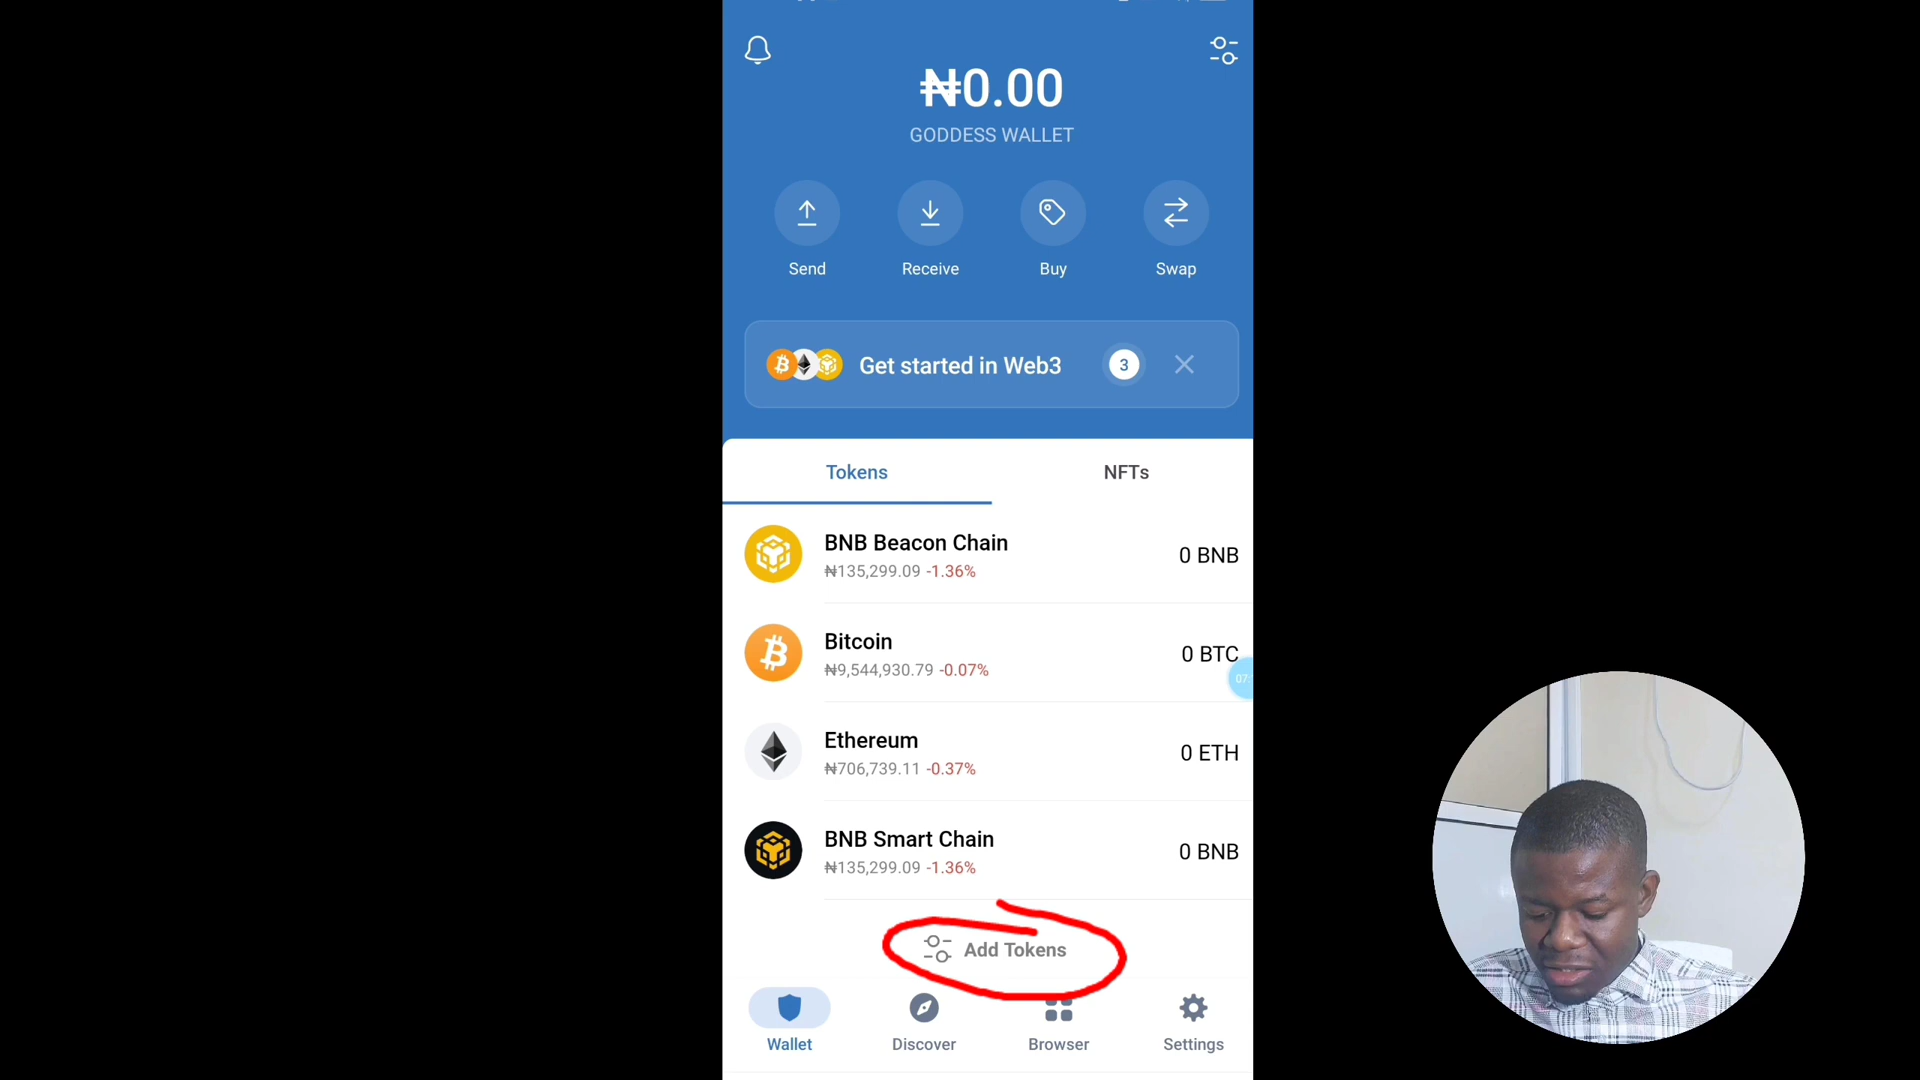 ₦0.00
GODDESS WALLET
Send
Receive
Buy
Swap
Get started in Web3
3
Tokens
NFTs
BNB Beacon Chain
₦135,299.09 -1.36%
0 BNB
Bitcoin
₦9,544,930.79 -0.07%
0 BTC
Ethereum
₦706,739.11 -0.37%
0 ETH
BNB Smart Chain
₦135,299.09 -1.36%
0 BNB
Add Tokens
Wallet
Discover
Browser
Settings